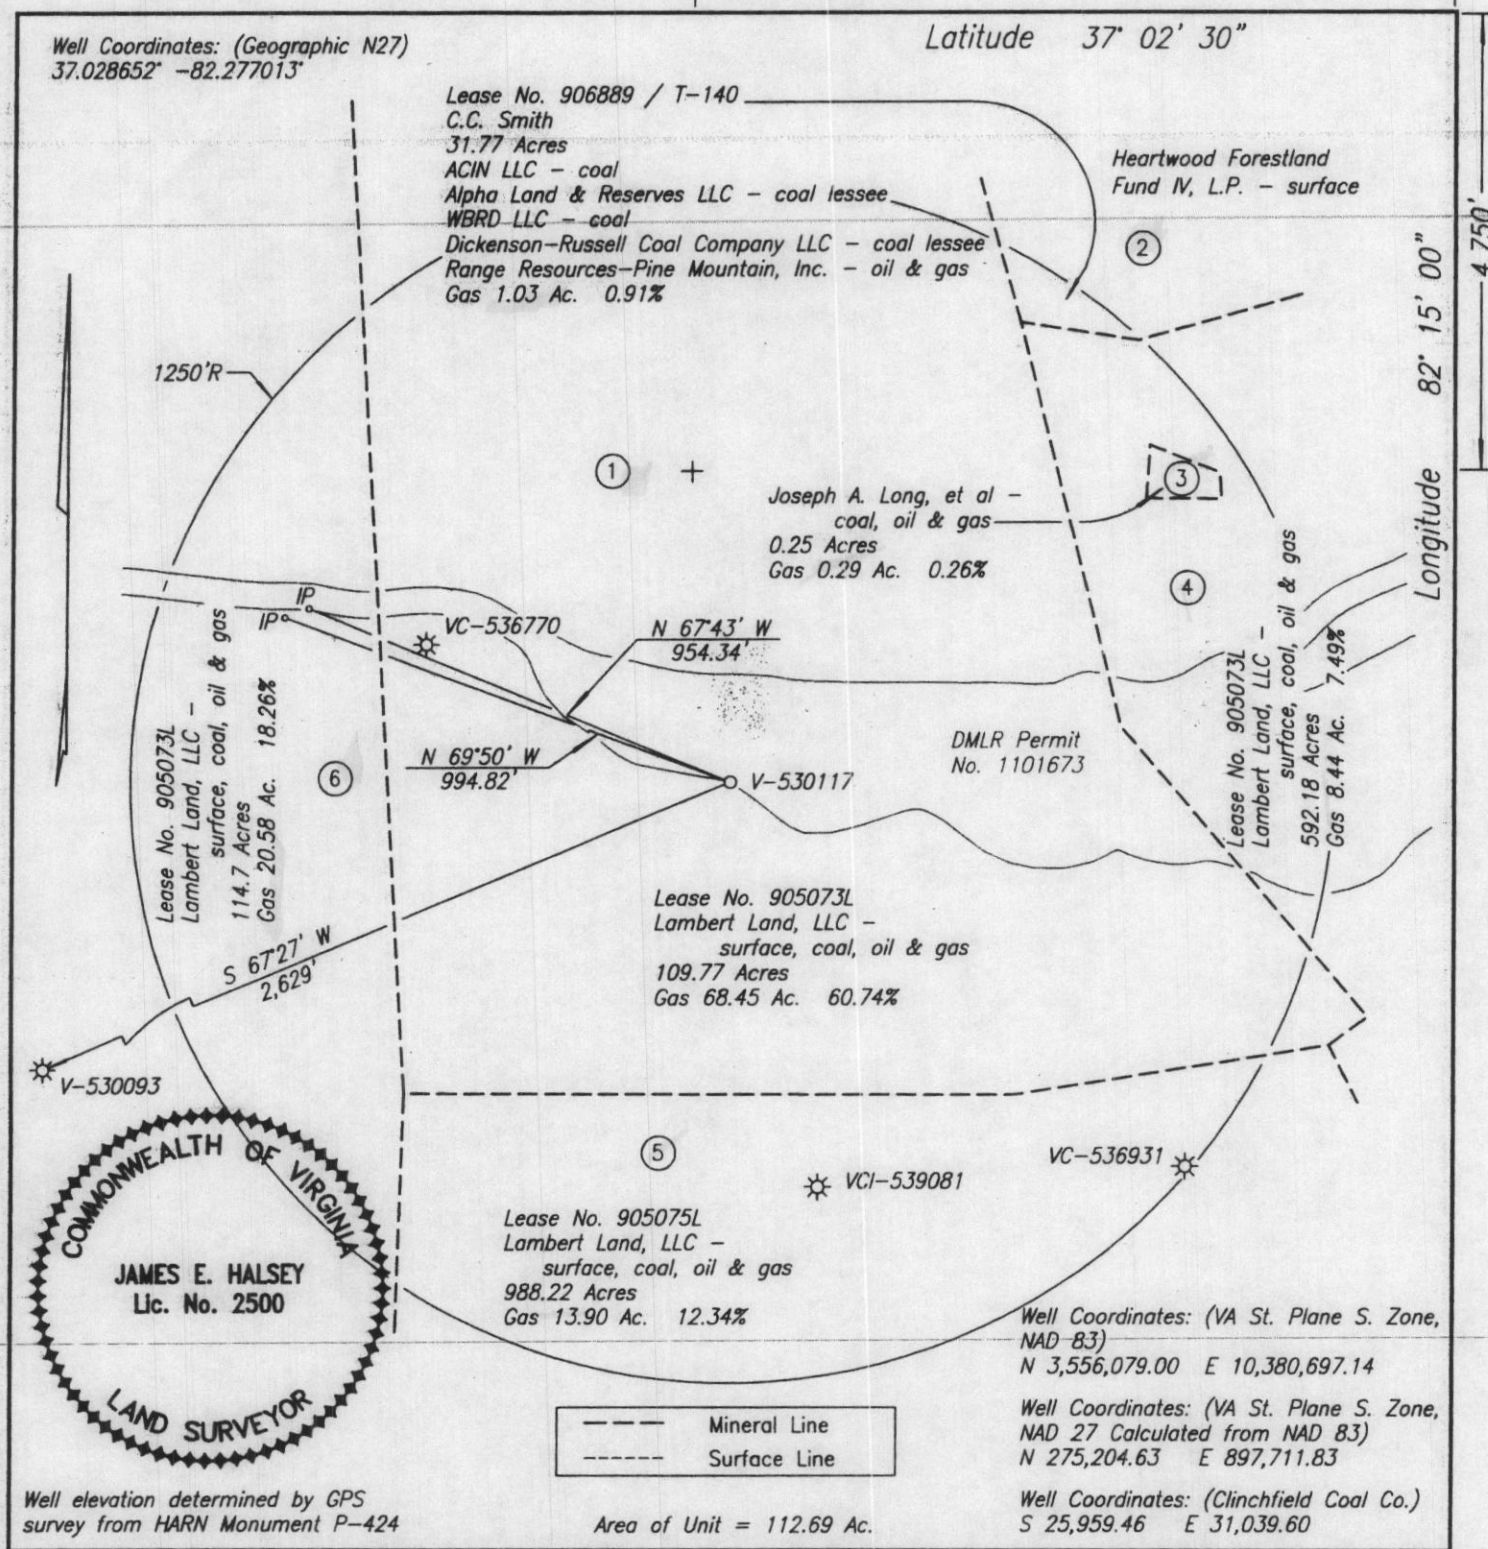 Well Coordinates: (Geographic N27)
37.028652° -82.277013°
Latitude 37° 02' 30"
Lease No. 906889 / T-140
C.C. Smith
31.77 Acres
ACIN LLC - coal
Alpha Land & Reserves LLC - coal lessee
WBRD LLC - coal
Dickenson-Russell Coal Company LLC - coal lessee
Range Resources-Pine Mountain, Inc. - oil & gas
Gas 1.03 Ac. 0.91%
Heartwood Forestland
Fund IV, L.P. - surface
2
4,750'
Longitude 82° 15' 00"
1250'R
1
3
Joseph A. Long, et al -
coal, oil & gas
0.25 Acres
Gas 0.29 Ac. 0.26%
4
IP
IP
VC-536770
N 67°43' W
954.34'
N 69°50' W
994.82'
V-530117
DMLR Permit
No. 1101673
Lease No. 905073L
Lambert Land, LLC -
surface, coal, oil & gas
592.18 Acres
Gas 8.44 Ac. 7.49%
Lease No. 905073L
Lambert Land, LLC -
surface, coal, oil & gas
114.7 Acres
Gas 20.58 Ac. 18.26%
6
S 67°27' W
2,629'
Lease No. 905073L
Lambert Land, LLC -
surface, coal, oil & gas
109.77 Acres
Gas 68.45 Ac. 60.74%
V-530093
5
VCI-539081
VC-536931
Lease No. 905075L
Lambert Land, LLC -
surface, coal, oil & gas
988.22 Acres
Gas 13.90 Ac. 12.34%
COMMONWEALTH OF VIRGINIA
JAMES E. HALSEY
Lic. No. 2500
LAND SURVEYOR
Well Coordinates: (VA St. Plane S. Zone,
NAD 83)
N 3,556,079.00 E 10,380,697.14
Well Coordinates: (VA St. Plane S. Zone,
NAD 27 Calculated from NAD 83)
N 275,204.63 E 897,711.83
Well Coordinates: (Clinchfield Coal Co.)
S 25,959.46 E 31,039.60
Mineral Line
Surface Line
Well elevation determined by GPS
survey from HARN Monument P-424
Area of Unit = 112.69 Ac.